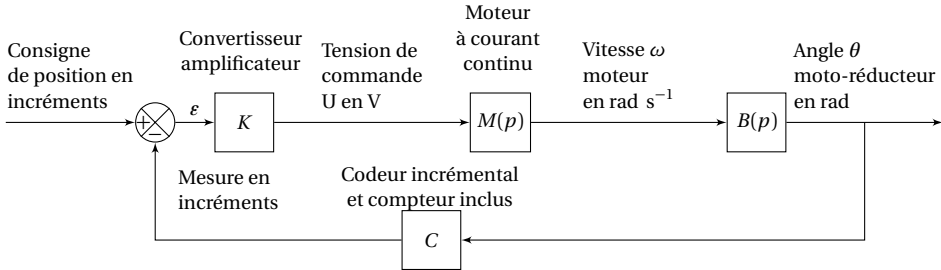 Consigne
de position en
incréments
+
−
ε
Convertisseur
amplificateur
K
Tension de
commande
U en V
Moteur
à courant
continu
M(p)
Vitesse ω
moteur
en rad s⁻¹
B(p)
Angle θ
moto-réducteur
en rad
Mesure en
incréments
Codeur incrémental
et compteur inclus
C